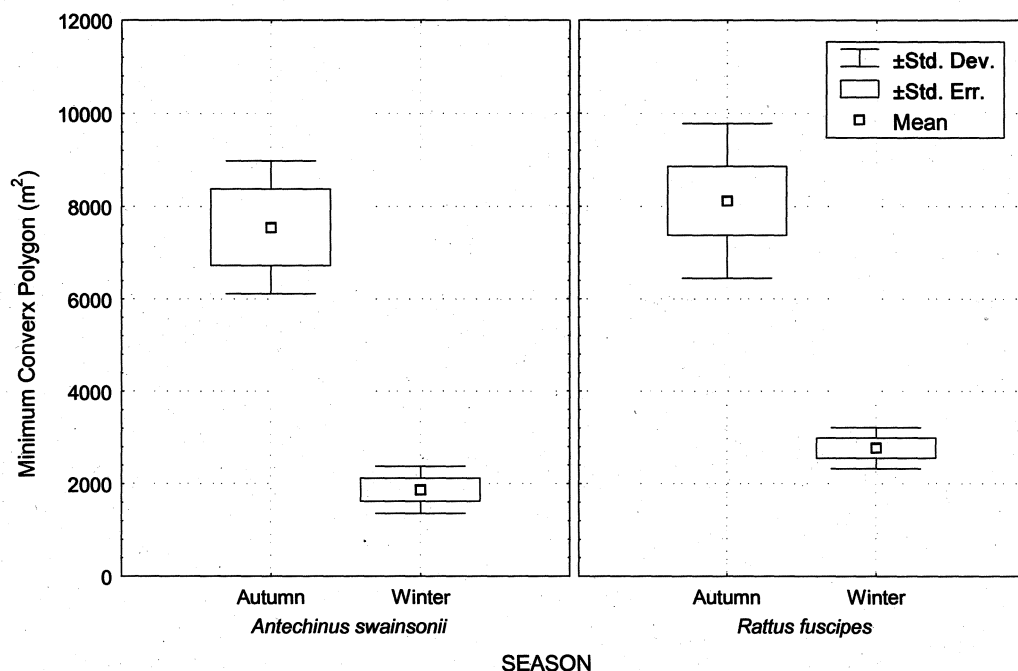 12000
10000
8000
6000
4000
2000
0
Minimum Converx Polygon (m²)
±Std. Dev.
±Std. Err.
Mean
Autumn Winter Autumn Winter
Antechinus swainsonii Rattus fuscipes
SEASON